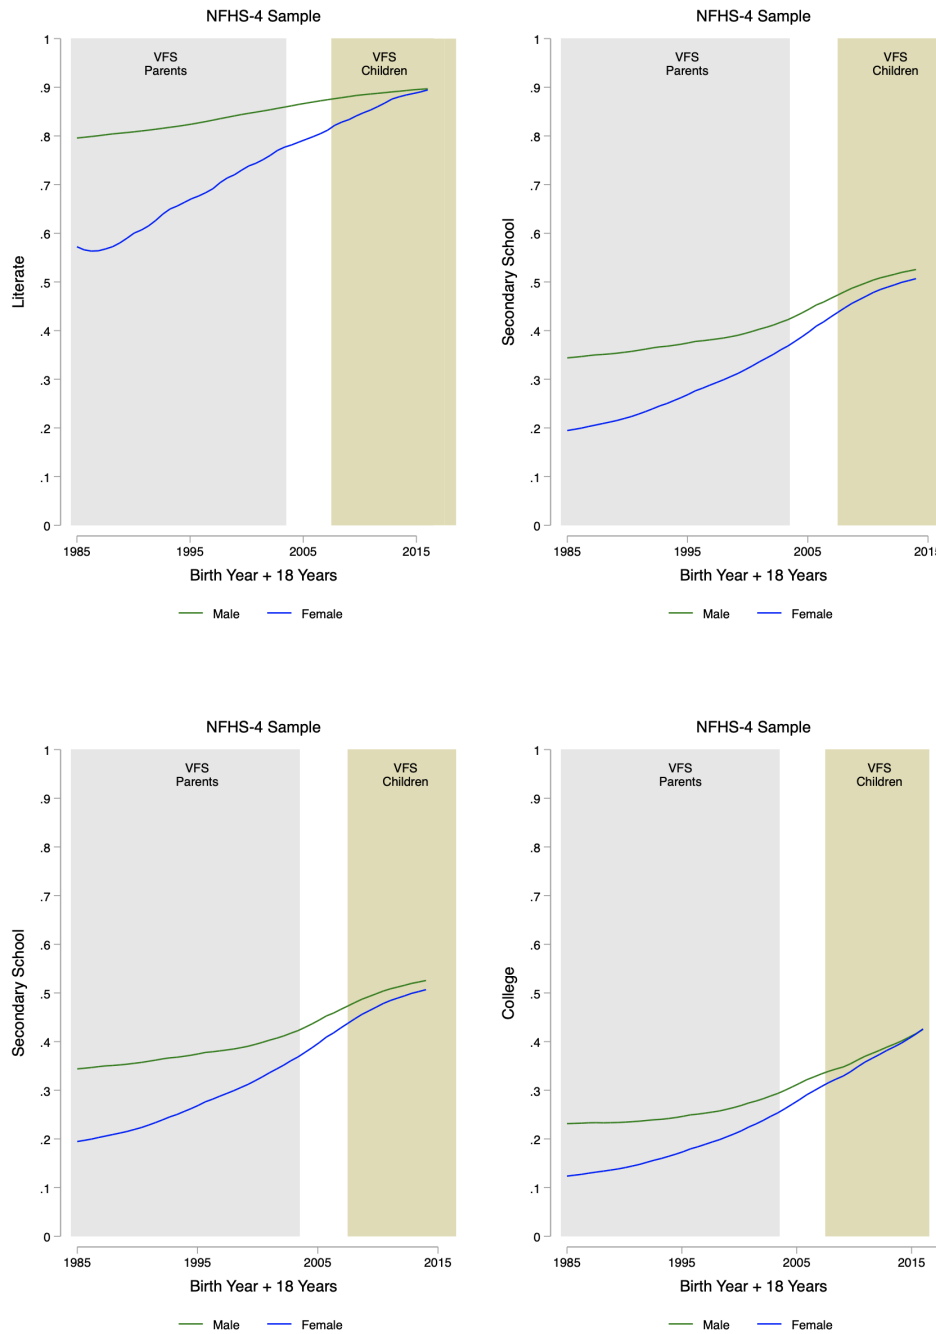 NFHS-4 Sample
VFS
Parents
VFS
Children
1
.9
.8
.7
.6
.5
.4
.3
.2
.1
0
Literate
1985
1995
2005
2015
Birth Year + 18 Years
Male
Female
NFHS-4 Sample
VFS
Parents
VFS
Children
1
.9
.8
.7
.6
.5
.4
.3
.2
.1
0
Secondary School
1985
1995
2005
2015
Birth Year + 18 Years
Male
Female
NFHS-4 Sample
VFS
Parents
VFS
Children
1
.9
.8
.7
.6
.5
.4
.3
.2
.1
0
Secondary School
1985
1995
2005
2015
Birth Year + 18 Years
Male
Female
NFHS-4 Sample
VFS
Parents
VFS
Children
1
.9
.8
.7
.6
.5
.4
.3
.2
.1
0
College
1985
1995
2005
2015
Birth Year + 18 Years
Male
Female